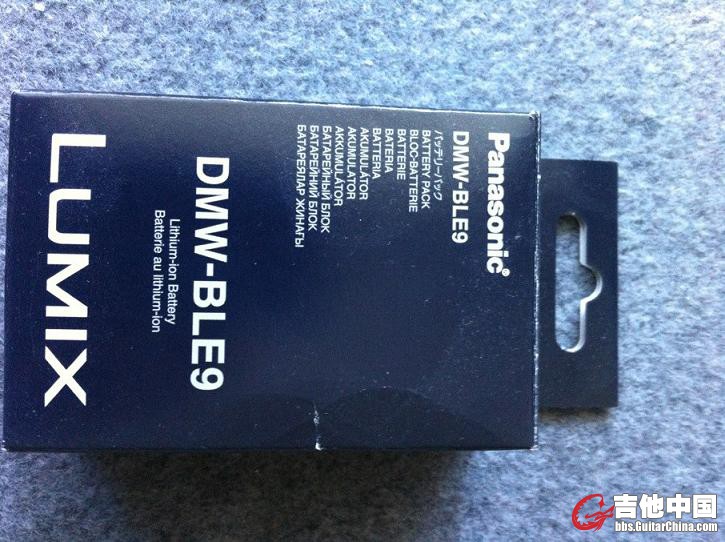 Panasonic®
DMW-BLE9
バッテリーパック
BATTERY PACK
BLOC-BATTERIE
BATTERIE
BATERIA
BATTERIA
AKUMULÁTOR
AKUMULATOR
AKKUMULÁTOR
БАТАРЕЙНЫЙ БЛОК
БАТАРЕЙНИЙ БЛОК
БАТАРЕЯЛАР ЖИНАҒЫ
DMW-BLE9
Lithium-ion Battery
Batterie au lithium-ion
LUMIX
吉他中国
bbs.GuitarChina.com